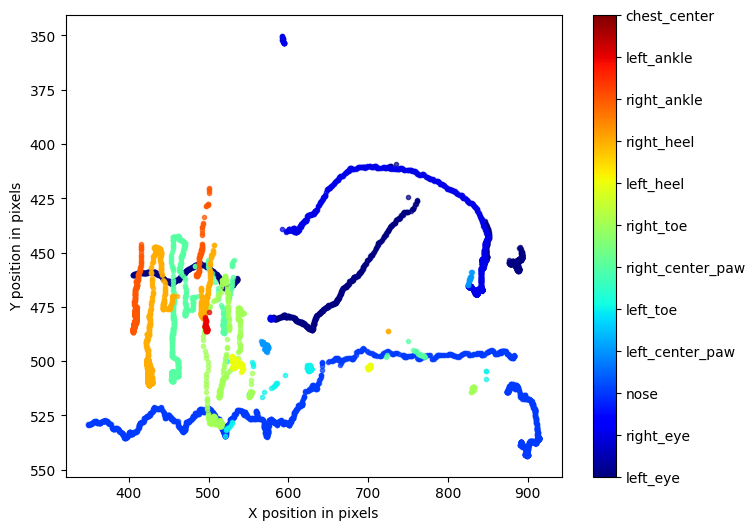 350
375
400
425
450
475
500
525
550
Y position in pixels
400
500
600
700
800
900
X position in pixels
chest_center
left_ankle
right_ankle
right_heel
left_heel
right_toe
right_center_paw
left_toe
left_center_paw
nose
right_eye
left_eye